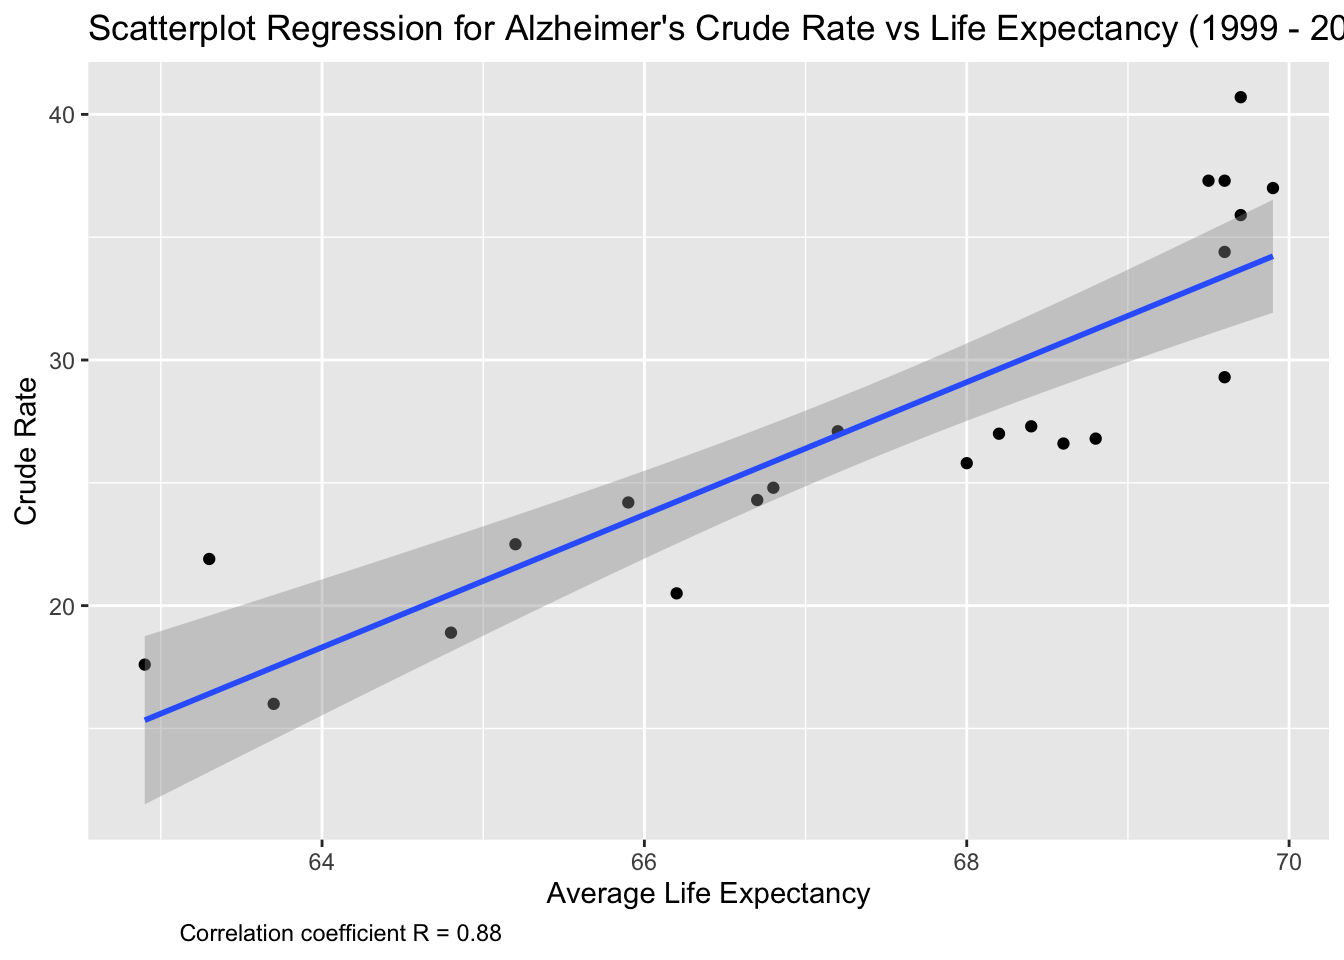 Scatterplot Regression for Alzheimer's Crude Rate vs Life Expectancy (1999 - 20
40
30
20
Crude Rate
64 66 68 70
Average Life Expectancy
Correlation coefficient R = 0.88